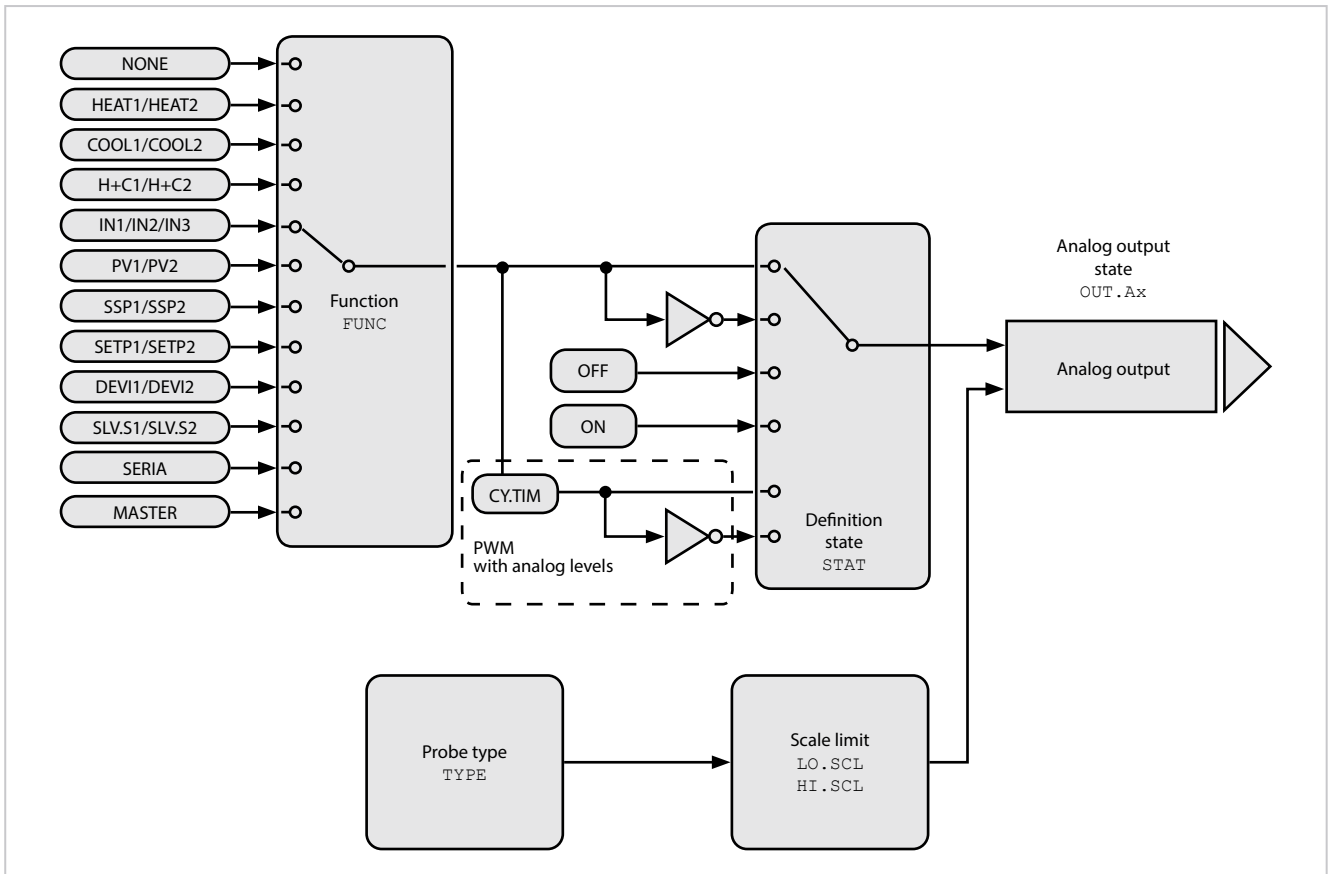 NONE
HEAT1/HEAT2
COOL1/COOL2
H+C1/H+C2
IN1/IN2/IN3
PV1/PV2
SSP1/SSP2
SETP1/SETP2
DEVI1/DEVI2
SLV.S1/SLV.S2
SERIA
MASTER
Function
FUNC
OFF
ON
CY.TIM
PWM
with analog levels
Definition
state
STAT
Analog output
state
OUT.Ax
Analog output
Probe type
TYPE
Scale limit
LO.SCL
HI.SCL